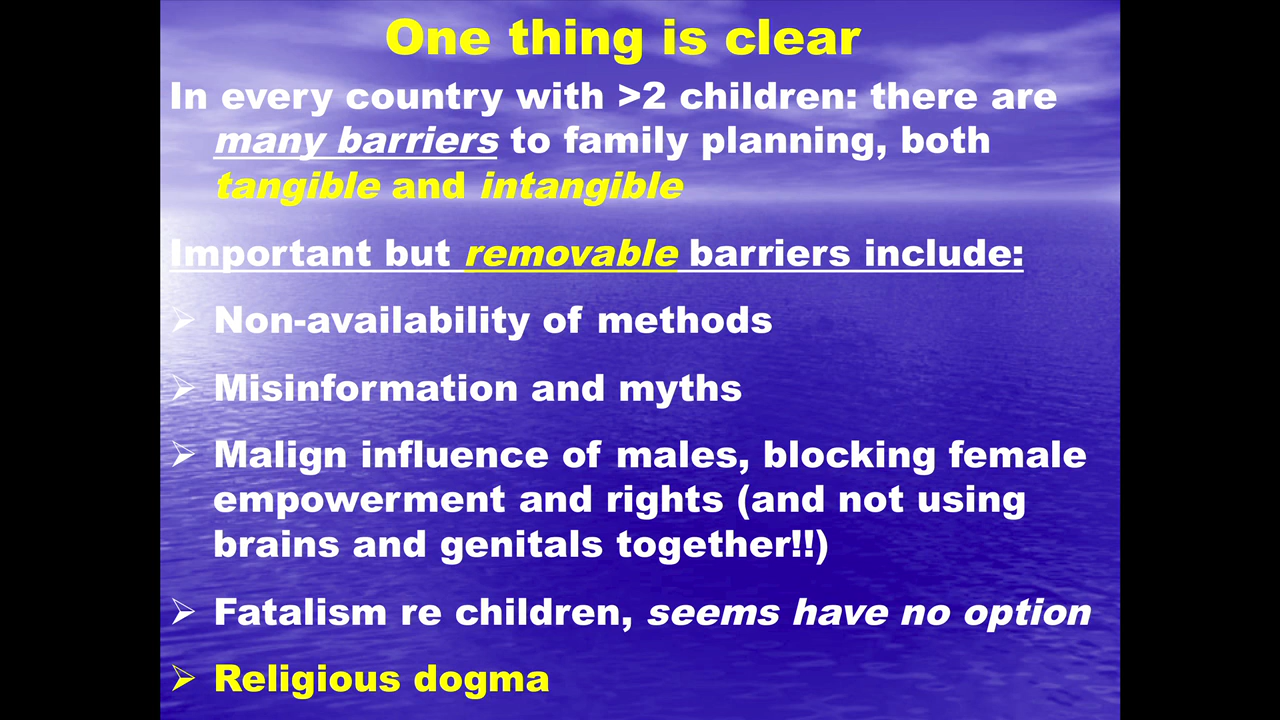 One thing is clear
In every country with >2 children: there are
many barriers to family planning, both
tangible and intangible
Important but removable barriers include:
Non-availability of methods
Misinformation and myths
Malign influence of males, blocking female
empowerment and rights (and not using
brains and genitals together!!)
Fatalism re children, seems have no option
Religious dogma